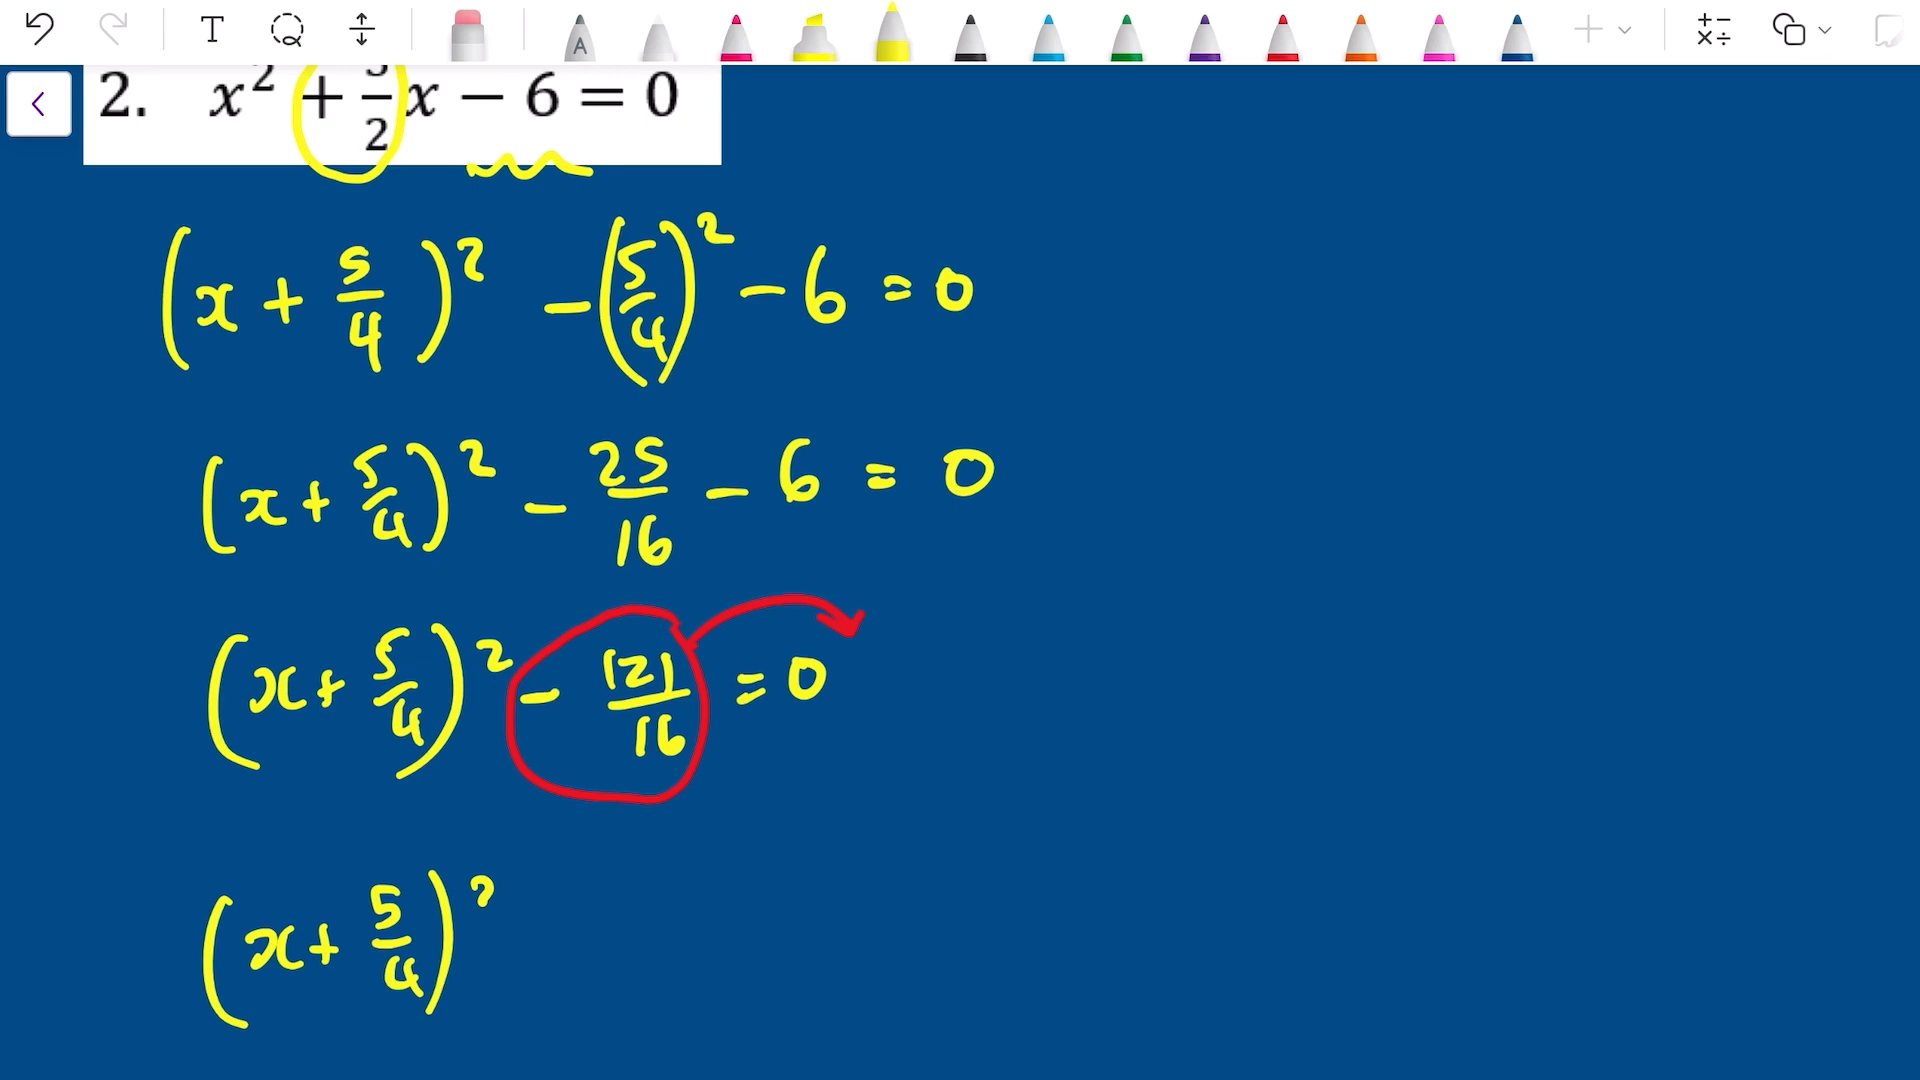 2. x² + 5/2 x − 6 = 0
(x + 5/4)² − (5/4)² − 6 = 0
(x + 5/4)² − 25/16 − 6 = 0
(x + 5/4)² − 121/16 = 0
(x + 5/4)²